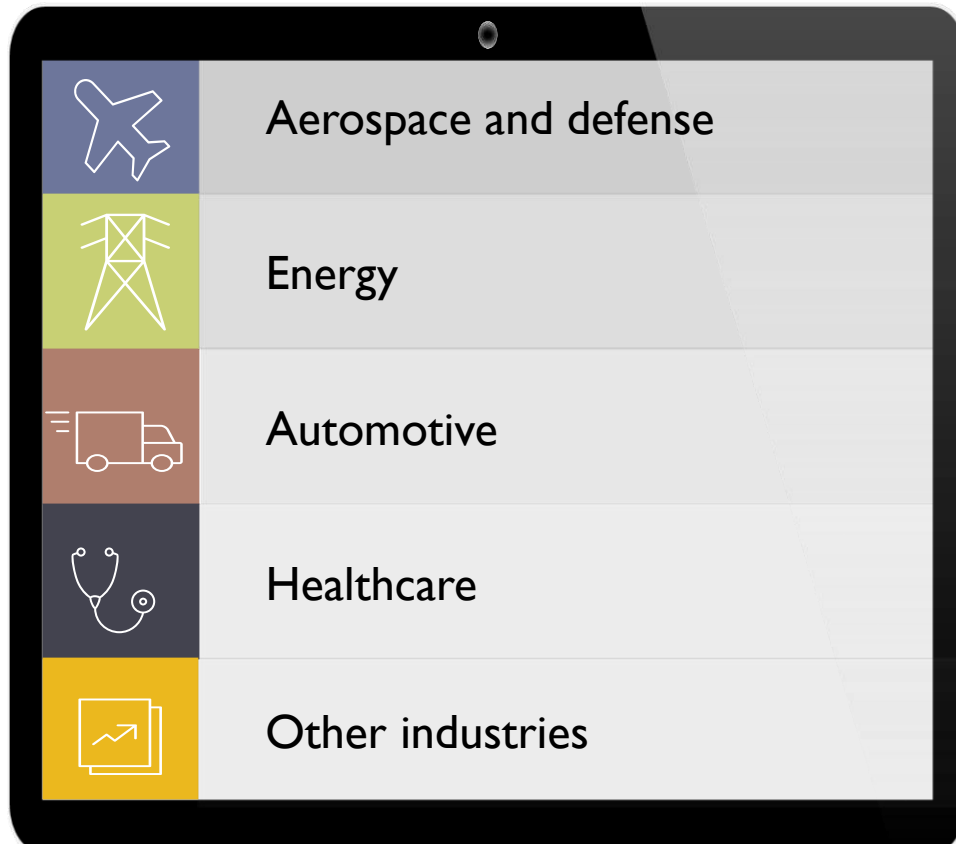 Aerospace and defense
Energy
Automotive
Healthcare
Other industries